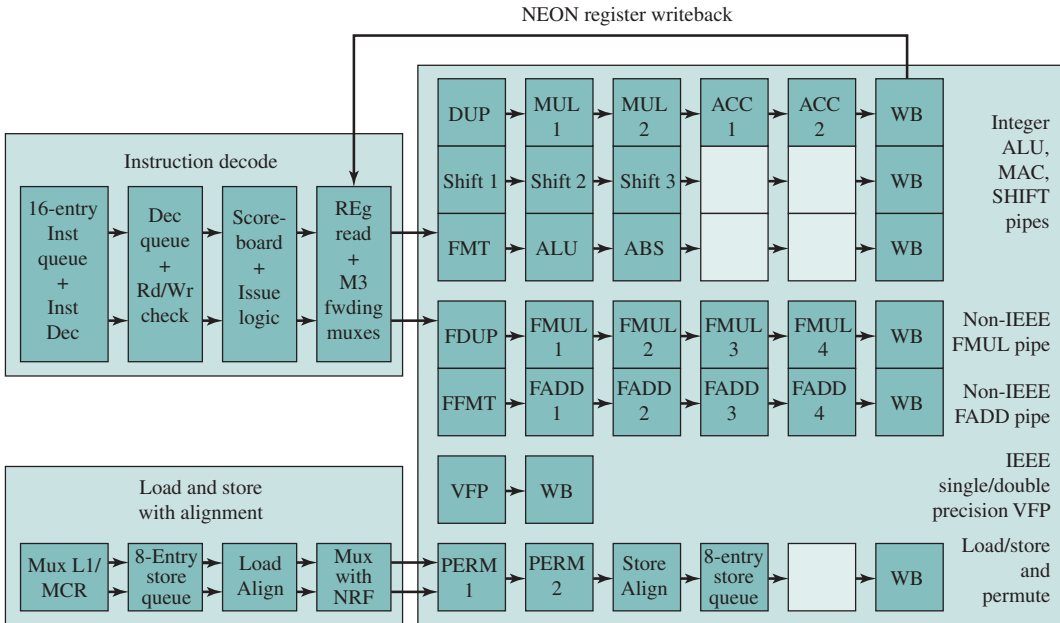 NEON register writeback
Instruction decode
16-entry
Inst
queue
+
Inst
Dec
Dec
queue
+
Rd/Wr
check
Score-
board
+
Issue
logic
REg
read
+
M3
fwding
muxes
DUP
MUL
1
MUL
2
ACC
1
ACC
2
WB
Shift 1
Shift 2
Shift 3
WB
FMT
ALU
ABS
WB
Integer
ALU,
MAC,
SHIFT
pipes
FDUP
FMUL
1
FMUL
2
FMUL
3
FMUL
4
WB
Non-IEEE
FMUL pipe
FFMT
FADD
1
FADD
2
FADD
3
FADD
4
WB
Non-IEEE
FADD pipe
VFP
WB
IEEE
single/double
precision VFP
Load and store
with alignment
Mux L1/
MCR
8-Entry
store
queue
Load
Align
Mux
with
NRF
PERM
1
PERM
2
Store
Align
8-entry
store
queue
WB
Load/store
and
permute